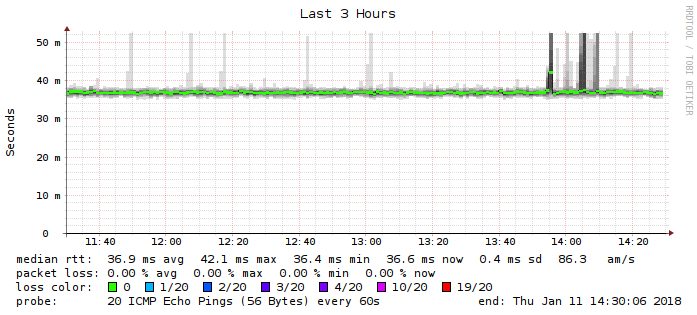 Last 3 Hours
RRDTOOL / TOBI OETIKER
Seconds
50 m
40 m
30 m
20 m
10 m
0
11:40 12:00 12:20 12:40 13:00 13:20 13:40 14:00 14:20
median rtt: 36.9 ms avg 42.1 ms max 36.4 ms min 36.6 ms now 0.4 ms sd 86.3 am/s
packet loss: 0.00 % avg 0.00 % max 0.00 % min 0.00 % now
loss color: 0 1/20 2/20 3/20 4/20 10/20 19/20
probe: 20 ICMP Echo Pings (56 Bytes) every 60s end: Thu Jan 11 14:30:06 2018